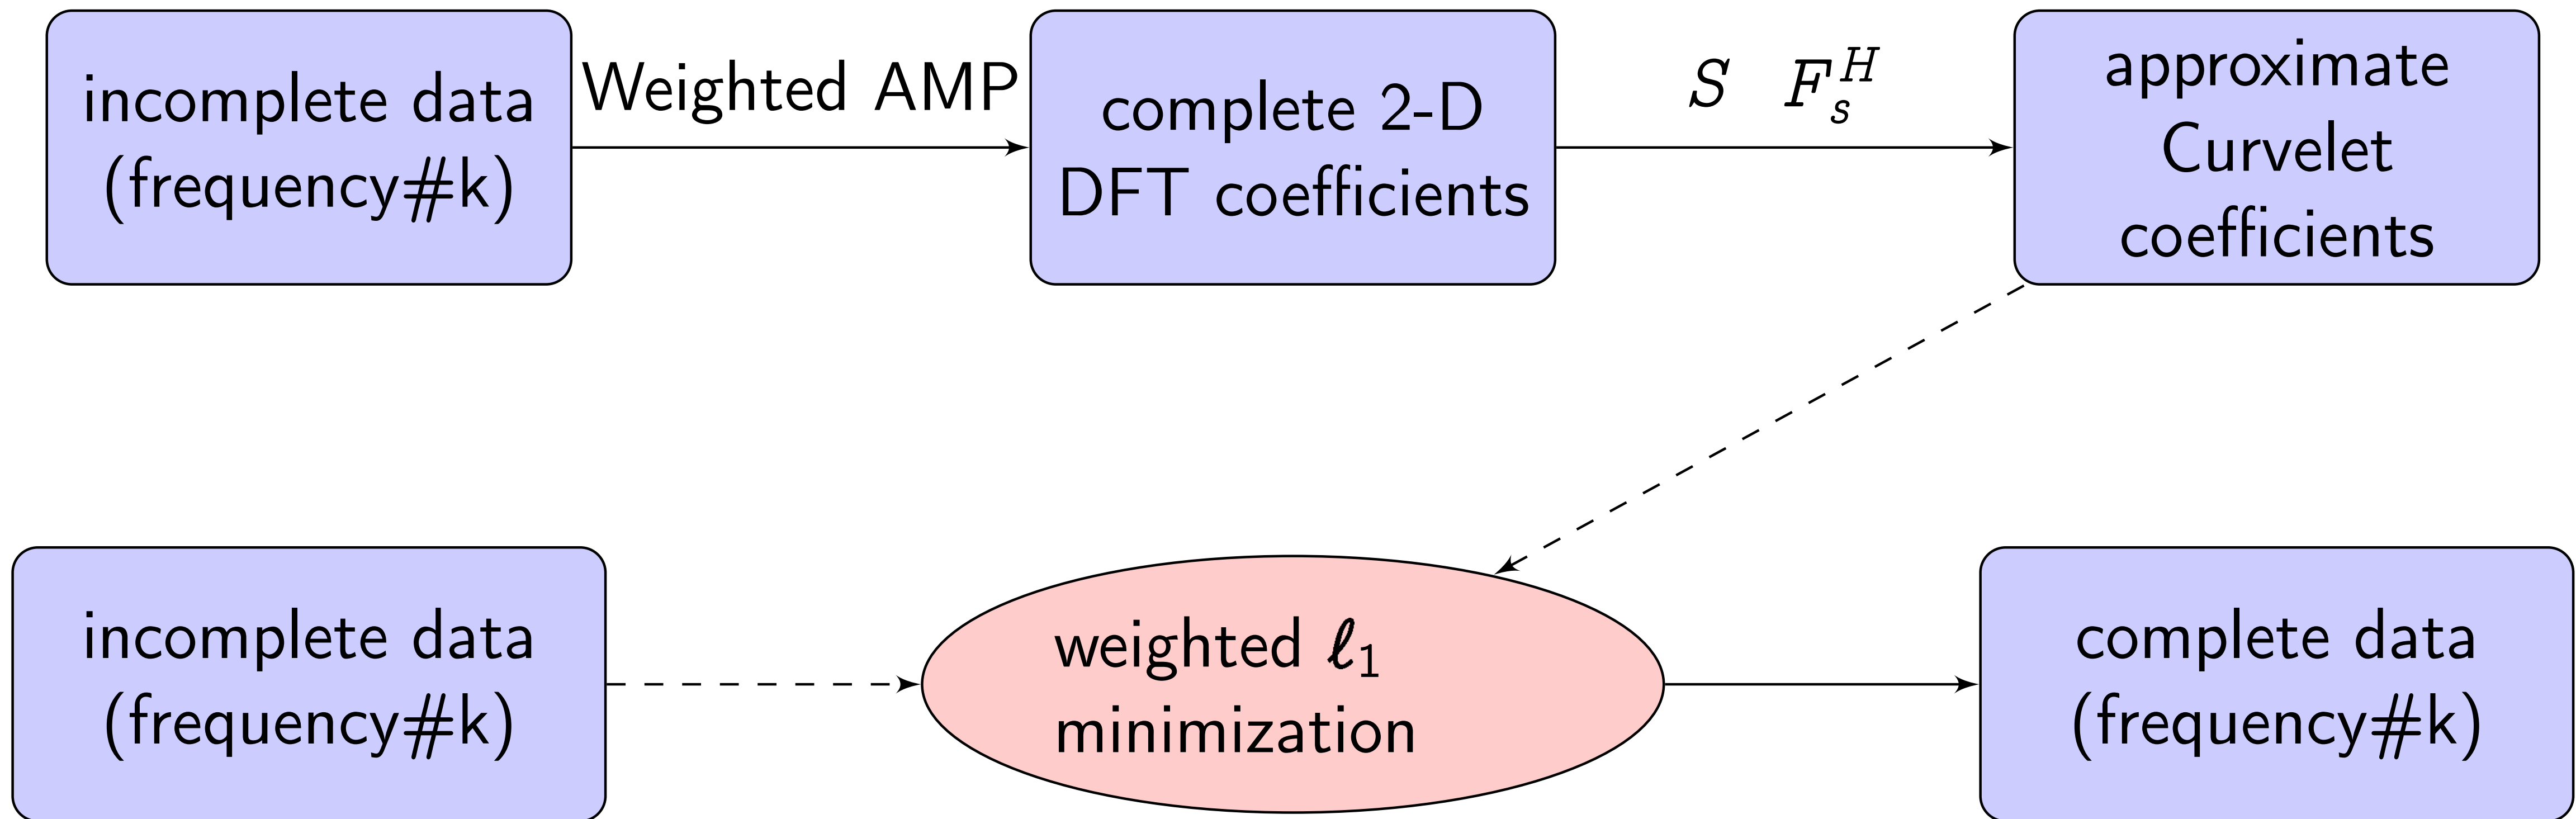 incomplete data
(frequency#k)
Weighted AMP
complete 2-D
DFT coefficients
S F_s^H
approximate
Curvelet
coefficients
incomplete data
(frequency#k)
weighted ℓ₁
minimization
complete data
(frequency#k)